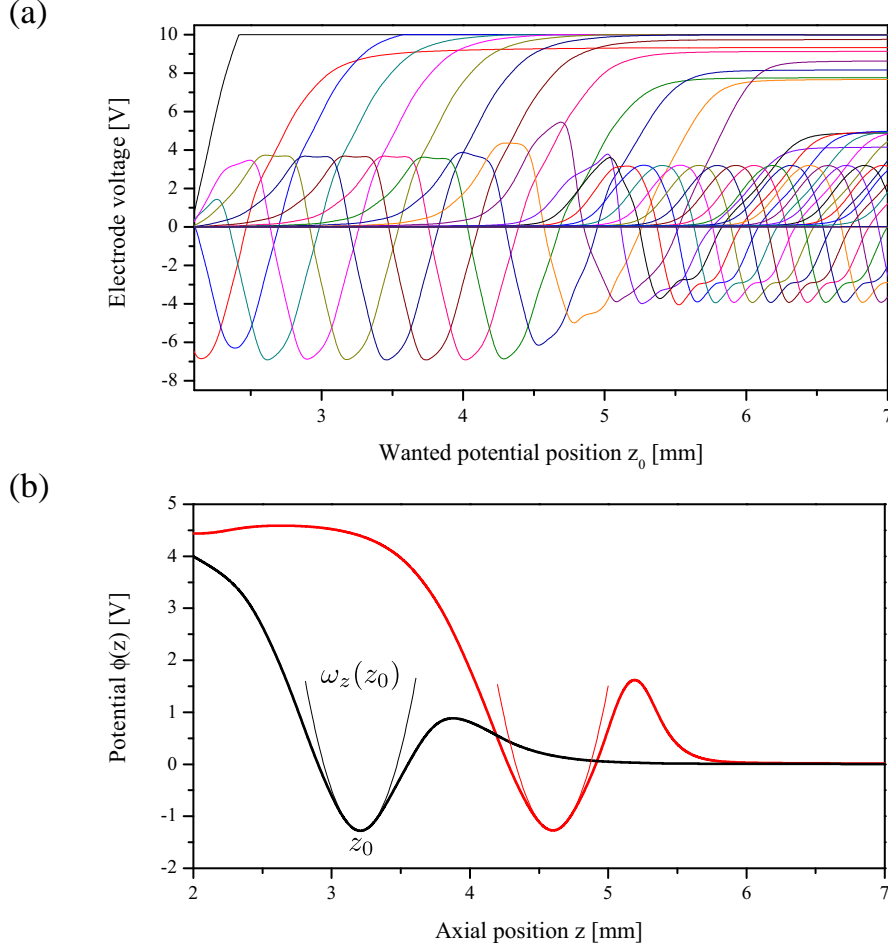 (a)
Electrode voltage [V]
10
8
6
4
2
0
-2
-4
-6
-8
3 4 5 6 7
Wanted potential position z₀ [mm]
(b)
Potential ϕ(z) [V]
5
4
3
2
1
0
-1
-2
ω_z(z₀)
z₀
2 3 4 5 6 7
Axial position z [mm]